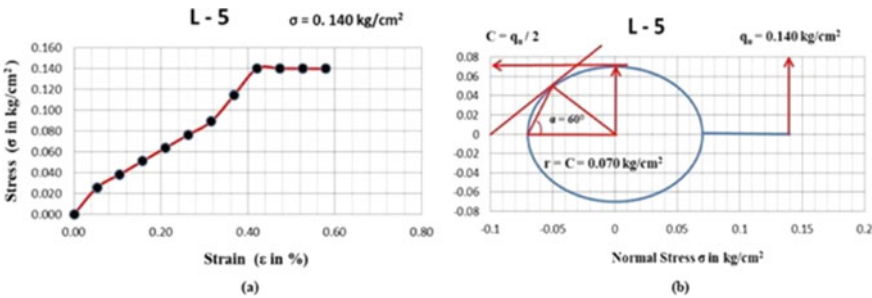 L - 5
σ = 0. 140 kg/cm²
Stress (σ in kg/cm²)
0.160
0.140
0.120
0.100
0.080
0.060
0.040
0.020
0.000
0.00
0.20
0.40
0.60
0.80
Strain (ε in %)
(a)
L - 5
C = qᵤ / 2
qᵤ = 0.140 kg/cm²
0.08
0.06
0.04
0.02
0
-0.02
-0.04
-0.06
-0.08
α = 60°
r = C = 0.070 kg/cm²
-0.1
-0.05
0
0.05
0.1
0.15
0.2
Normal Stress σ in kg/cm²
(b)